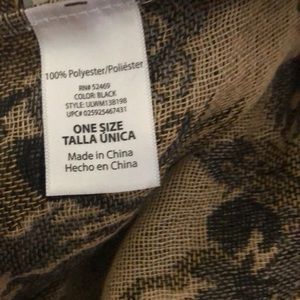 100% Polyester/Poliéster
RN# 52469
COLOR: BLACK
STYLE: ULWM13B19B
UPC# 025925467431
ONE SIZE
TALLA ÚNICA
Made in China
Hecho en China